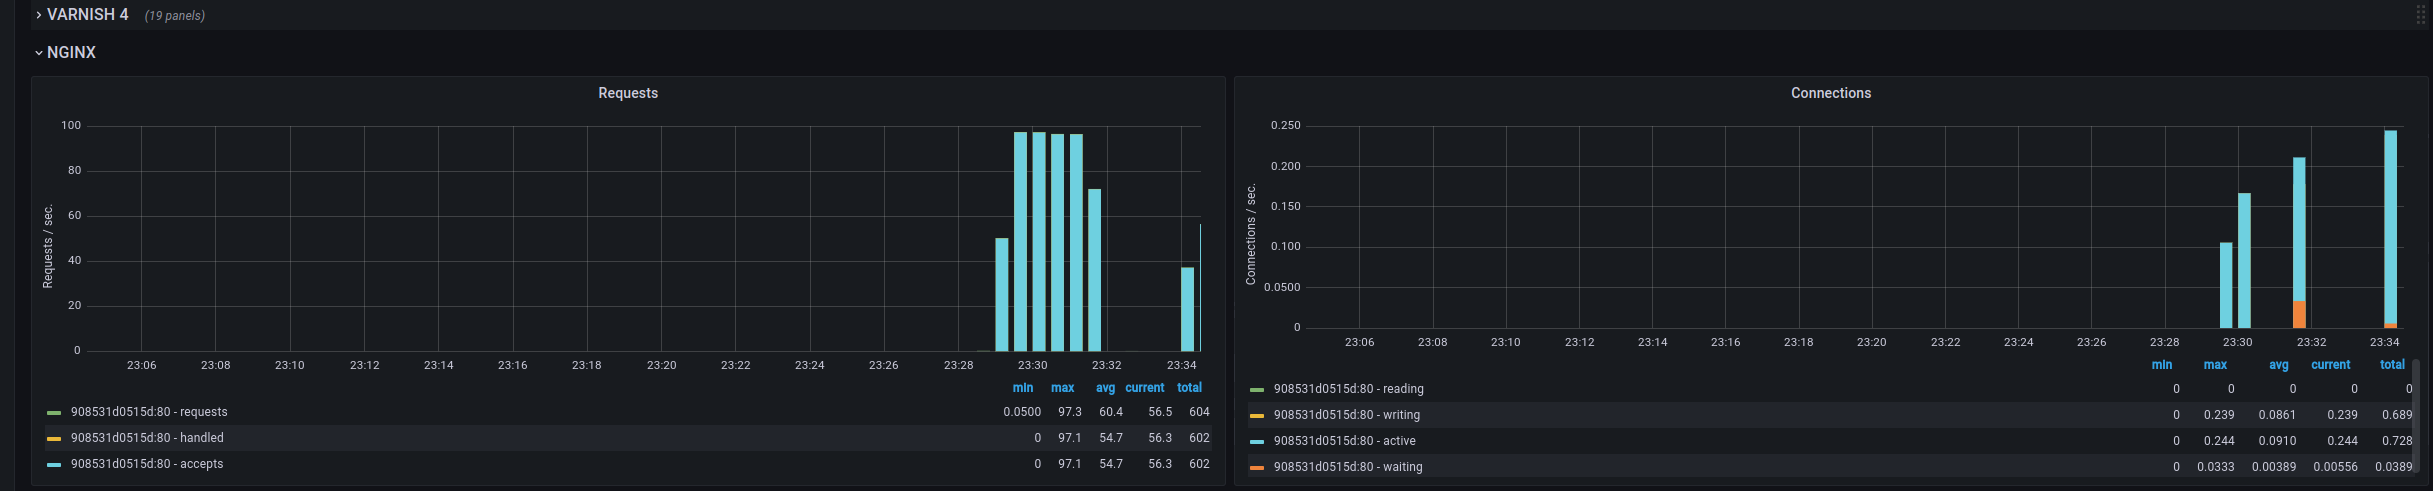 VARNISH 4 (19 panels)
NGINX
Requests
100
80
60
40
20
0
Requests / sec.
23:06 23:08 23:10 23:12 23:14 23:16 23:18 23:20 23:22 23:24 23:26 23:28 23:30 23:32 23:34
min max avg current total
908531d0515d:80 - requests 0.0500 97.3 60.4 56.5 604
908531d0515d:80 - handled 0 97.1 54.7 56.3 602
908531d0515d:80 - accepts 0 97.1 54.7 56.3 602
Connections
0.250
0.200
0.150
0.100
0.0500
0
Connections / sec.
23:06 23:08 23:10 23:12 23:14 23:16 23:18 23:20 23:22 23:24 23:26 23:28 23:30 23:32 23:34
min max avg current total
908531d0515d:80 - reading 0 0 0 0 0
908531d0515d:80 - writing 0 0.239 0.0861 0.239 0.689
908531d0515d:80 - active 0 0.244 0.0910 0.244 0.728
908531d0515d:80 - waiting 0 0.0333 0.00389 0.00556 0.0389